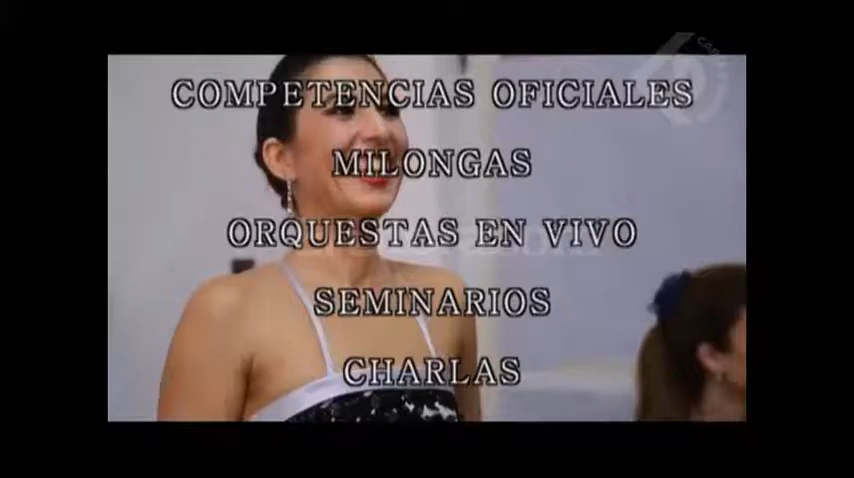 COMPETENCIAS OFICIALES
MILONGAS
ORQUESTAS EN VIVO
SEMINARIOS
CHARLAS